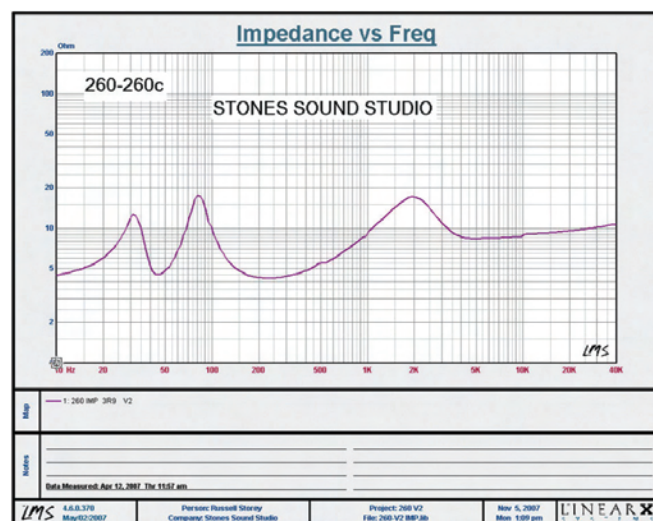 Impedance vs Freq
Ohm
200
260-260c
STONES SOUND STUDIO
100
50
20
10
5
2
LMS
10 Hz 20 50 100 200 500 1K 2K 5K 10K 20K 40K
Map
1: 260 IMP 3R9 V2
Notes
Data Measured: Apr 12, 2007 Thr 11:57 am
LMS
4.6.0.370
May/02/2007
Person: Russell Storey
Company: Stones Sound Studio
Project: 260 V2
File: 260-V2 IMP.lib
Nov 5, 2007
Mon 1:09 pm
LINEARX